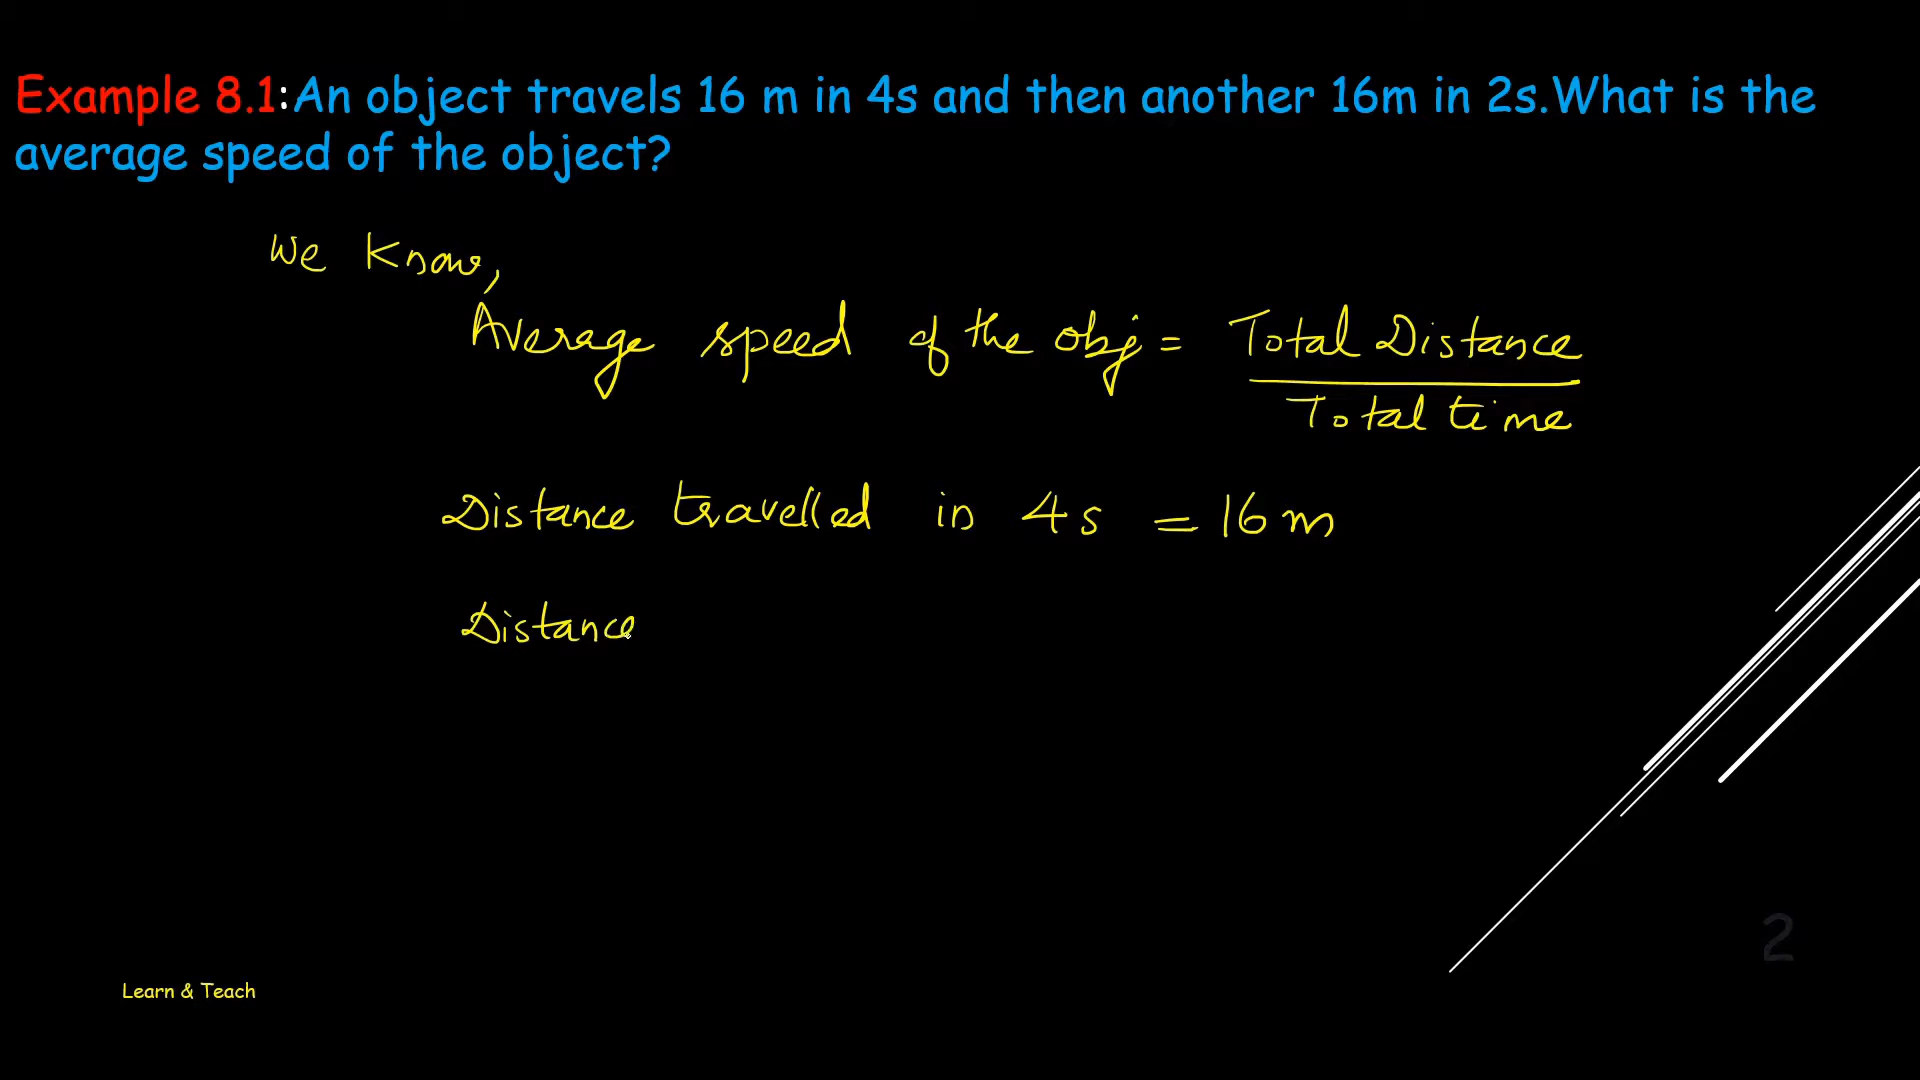 Example 8.1:An object travels 16 m in 4s and then another 16m in 2s.What is the
average speed of the object?
We Know,
Average speed of the obj = Total Distance
Total time
Distance travelled in 4s = 16m
Distance
2
Learn & Teach